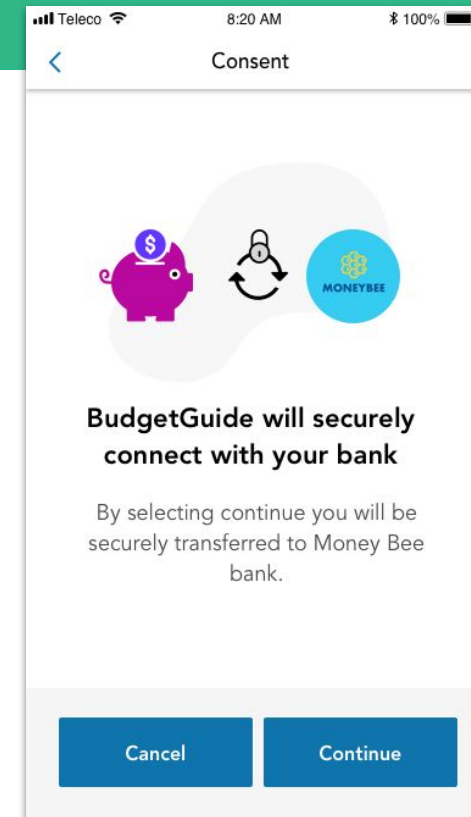 Teleco 8:20 AM 100%
Consent
$
MONEYBEE
BudgetGuide will securely
connect with your bank
By selecting continue you will be
securely transferred to Money Bee
bank.
Cancel Continue